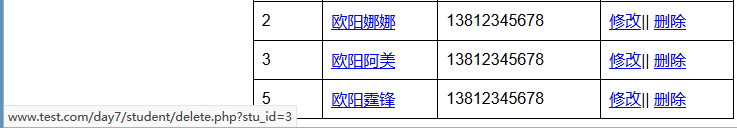 2 欧阳娜娜 13812345678 修改|| 删除
3 欧阳阿美 13812345678 修改|| 删除
5 欧阳霆锋 13812345678 修改|| 删除
www.test.com/day7/student/delete.php?stu_id=3